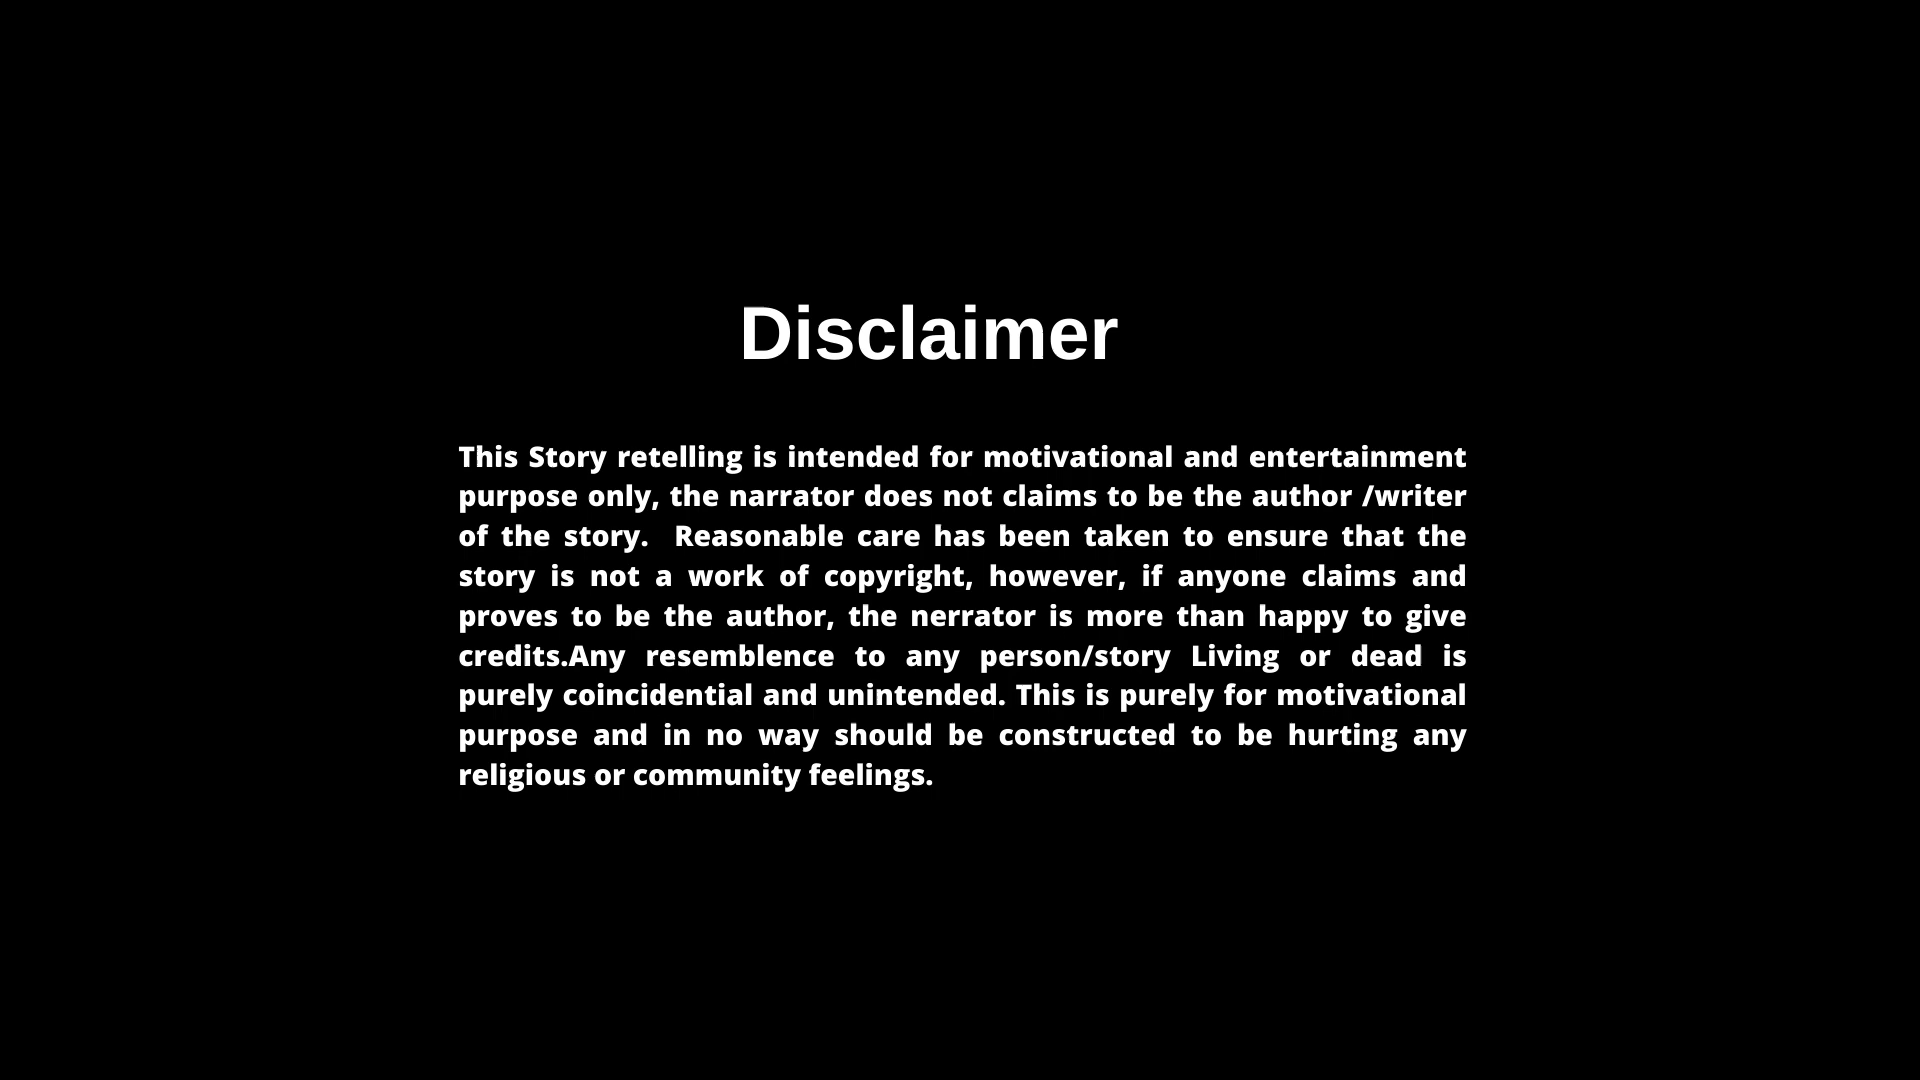 Disclaimer
This Story retelling is intended for motivational and entertainment
purpose only, the narrator does not claims to be the author /writer
of the story.  Reasonable care has been taken to ensure that the
story is not a work of copyright, however, if anyone claims and
proves to be the author, the nerrator is more than happy to give
credits.Any resemblence to any person/story Living or dead is
purely coincidential and unintended. This is purely for motivational
purpose and in no way should be constructed to be hurting any
religious or community feelings.